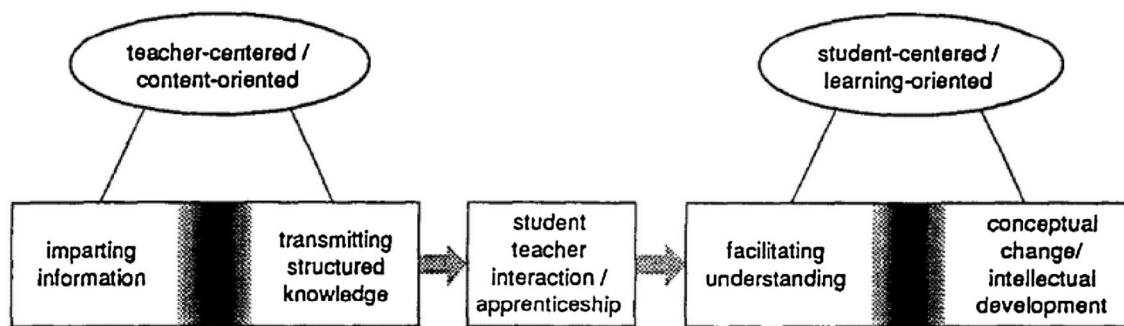 teacher-centered /
content-oriented
student-centered /
learning-oriented
imparting
information
transmitting
structured
knowledge
student
teacher
interaction /
apprenticeship
facilitating
understanding
conceptual
change/
intellectual
development